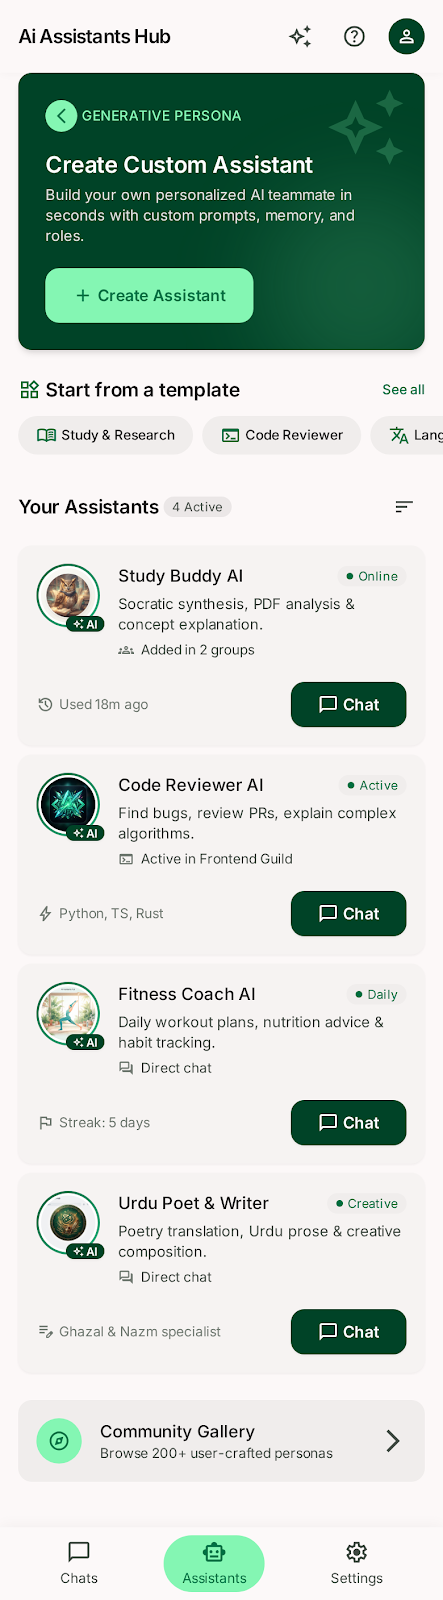 Ai Assistants Hub
GENERATIVE PERSONA
Create Custom Assistant
Build your own personalized AI teammate in
seconds with custom prompts, memory, and
roles.
+ Create Assistant
Start from a template
See all
Study & Research
Code Reviewer
Lang
Your Assistants
4 Active
Study Buddy AI
Online
Socratic synthesis, PDF analysis &
concept explanation.
AI
Added in 2 groups
Used 18m ago
Chat
Code Reviewer AI
Active
Find bugs, review PRs, explain complex
algorithms.
AI
Active in Frontend Guild
Python, TS, Rust
Chat
Fitness Coach AI
Daily
Daily workout plans, nutrition advice &
habit tracking.
AI
Direct chat
Streak: 5 days
Chat
Urdu Poet & Writer
Creative
Poetry translation, Urdu prose & creative
composition.
AI
Direct chat
Ghazal & Nazm specialist
Chat
Community Gallery
Browse 200+ user-crafted personas
Chats
Assistants
Settings